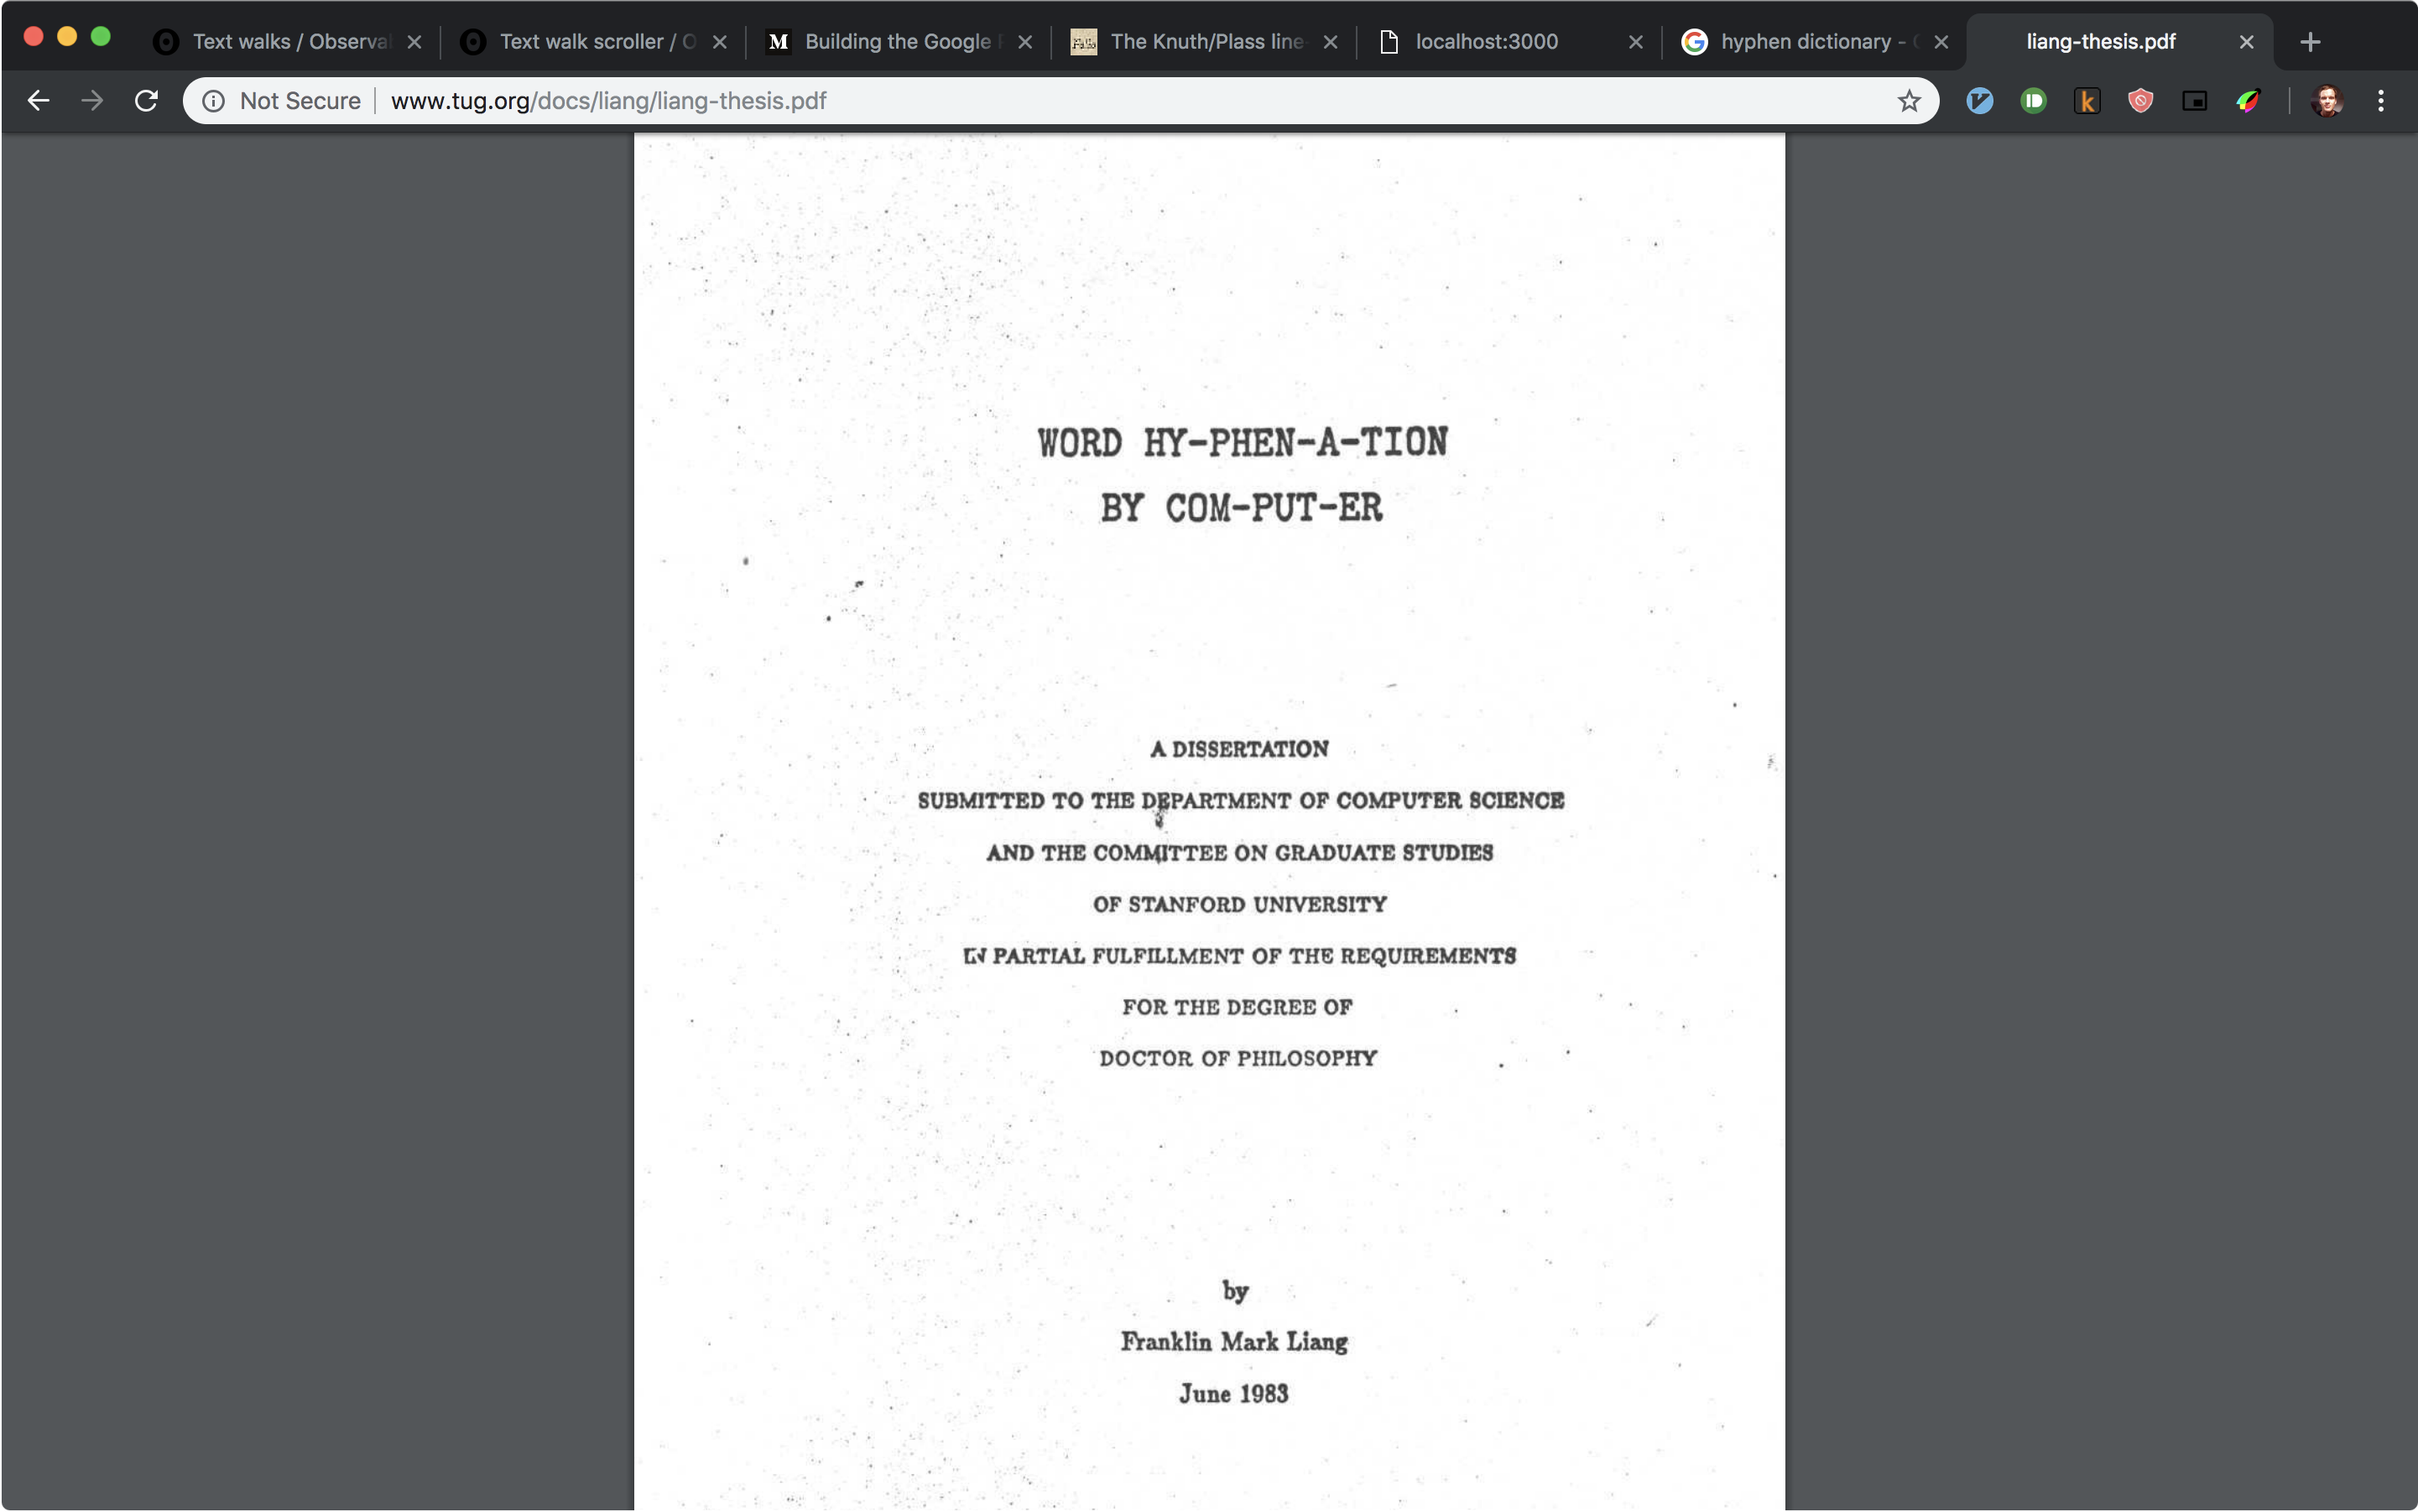 Text walks / Observa
Text walk scroller / O
Building the Google
The Knuth/Plass line-
localhost:3000
hyphen dictionary -
liang-thesis.pdf
Not Secure
www.tug.org/docs/liang/liang-thesis.pdf
WORD HY-PHEN-A-TION
BY COM-PUT-ER
A DISSERTATION
SUBMITTED TO THE DEPARTMENT OF COMPUTER SCIENCE
AND THE COMMITTEE ON GRADUATE STUDIES
OF STANFORD UNIVERSITY
IN PARTIAL FULFILLMENT OF THE REQUIREMENTS
FOR THE DEGREE OF
DOCTOR OF PHILOSOPHY
by
Franklin Mark Liang
June 1983